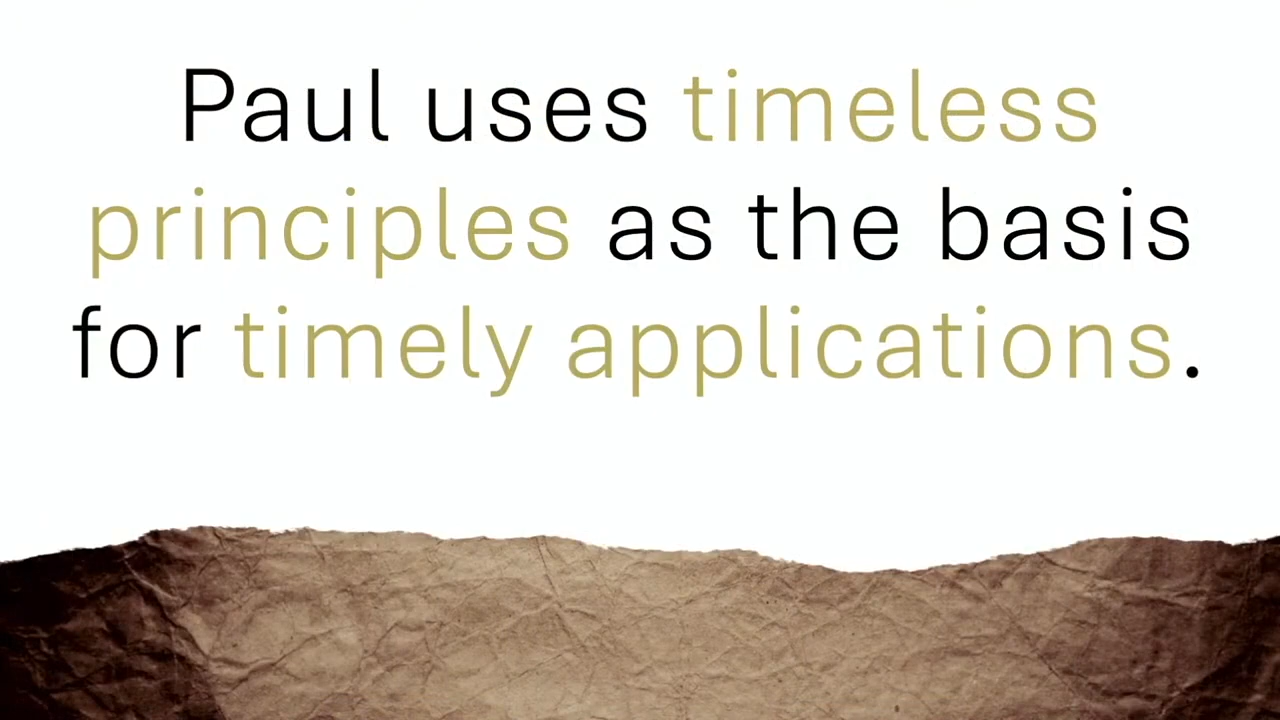 Paul uses timeless
principles as the basis
for timely applications.